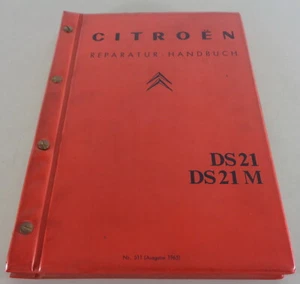 CITROËN
REPARATUR-HANDBUCH
DS 21
DS 21 M